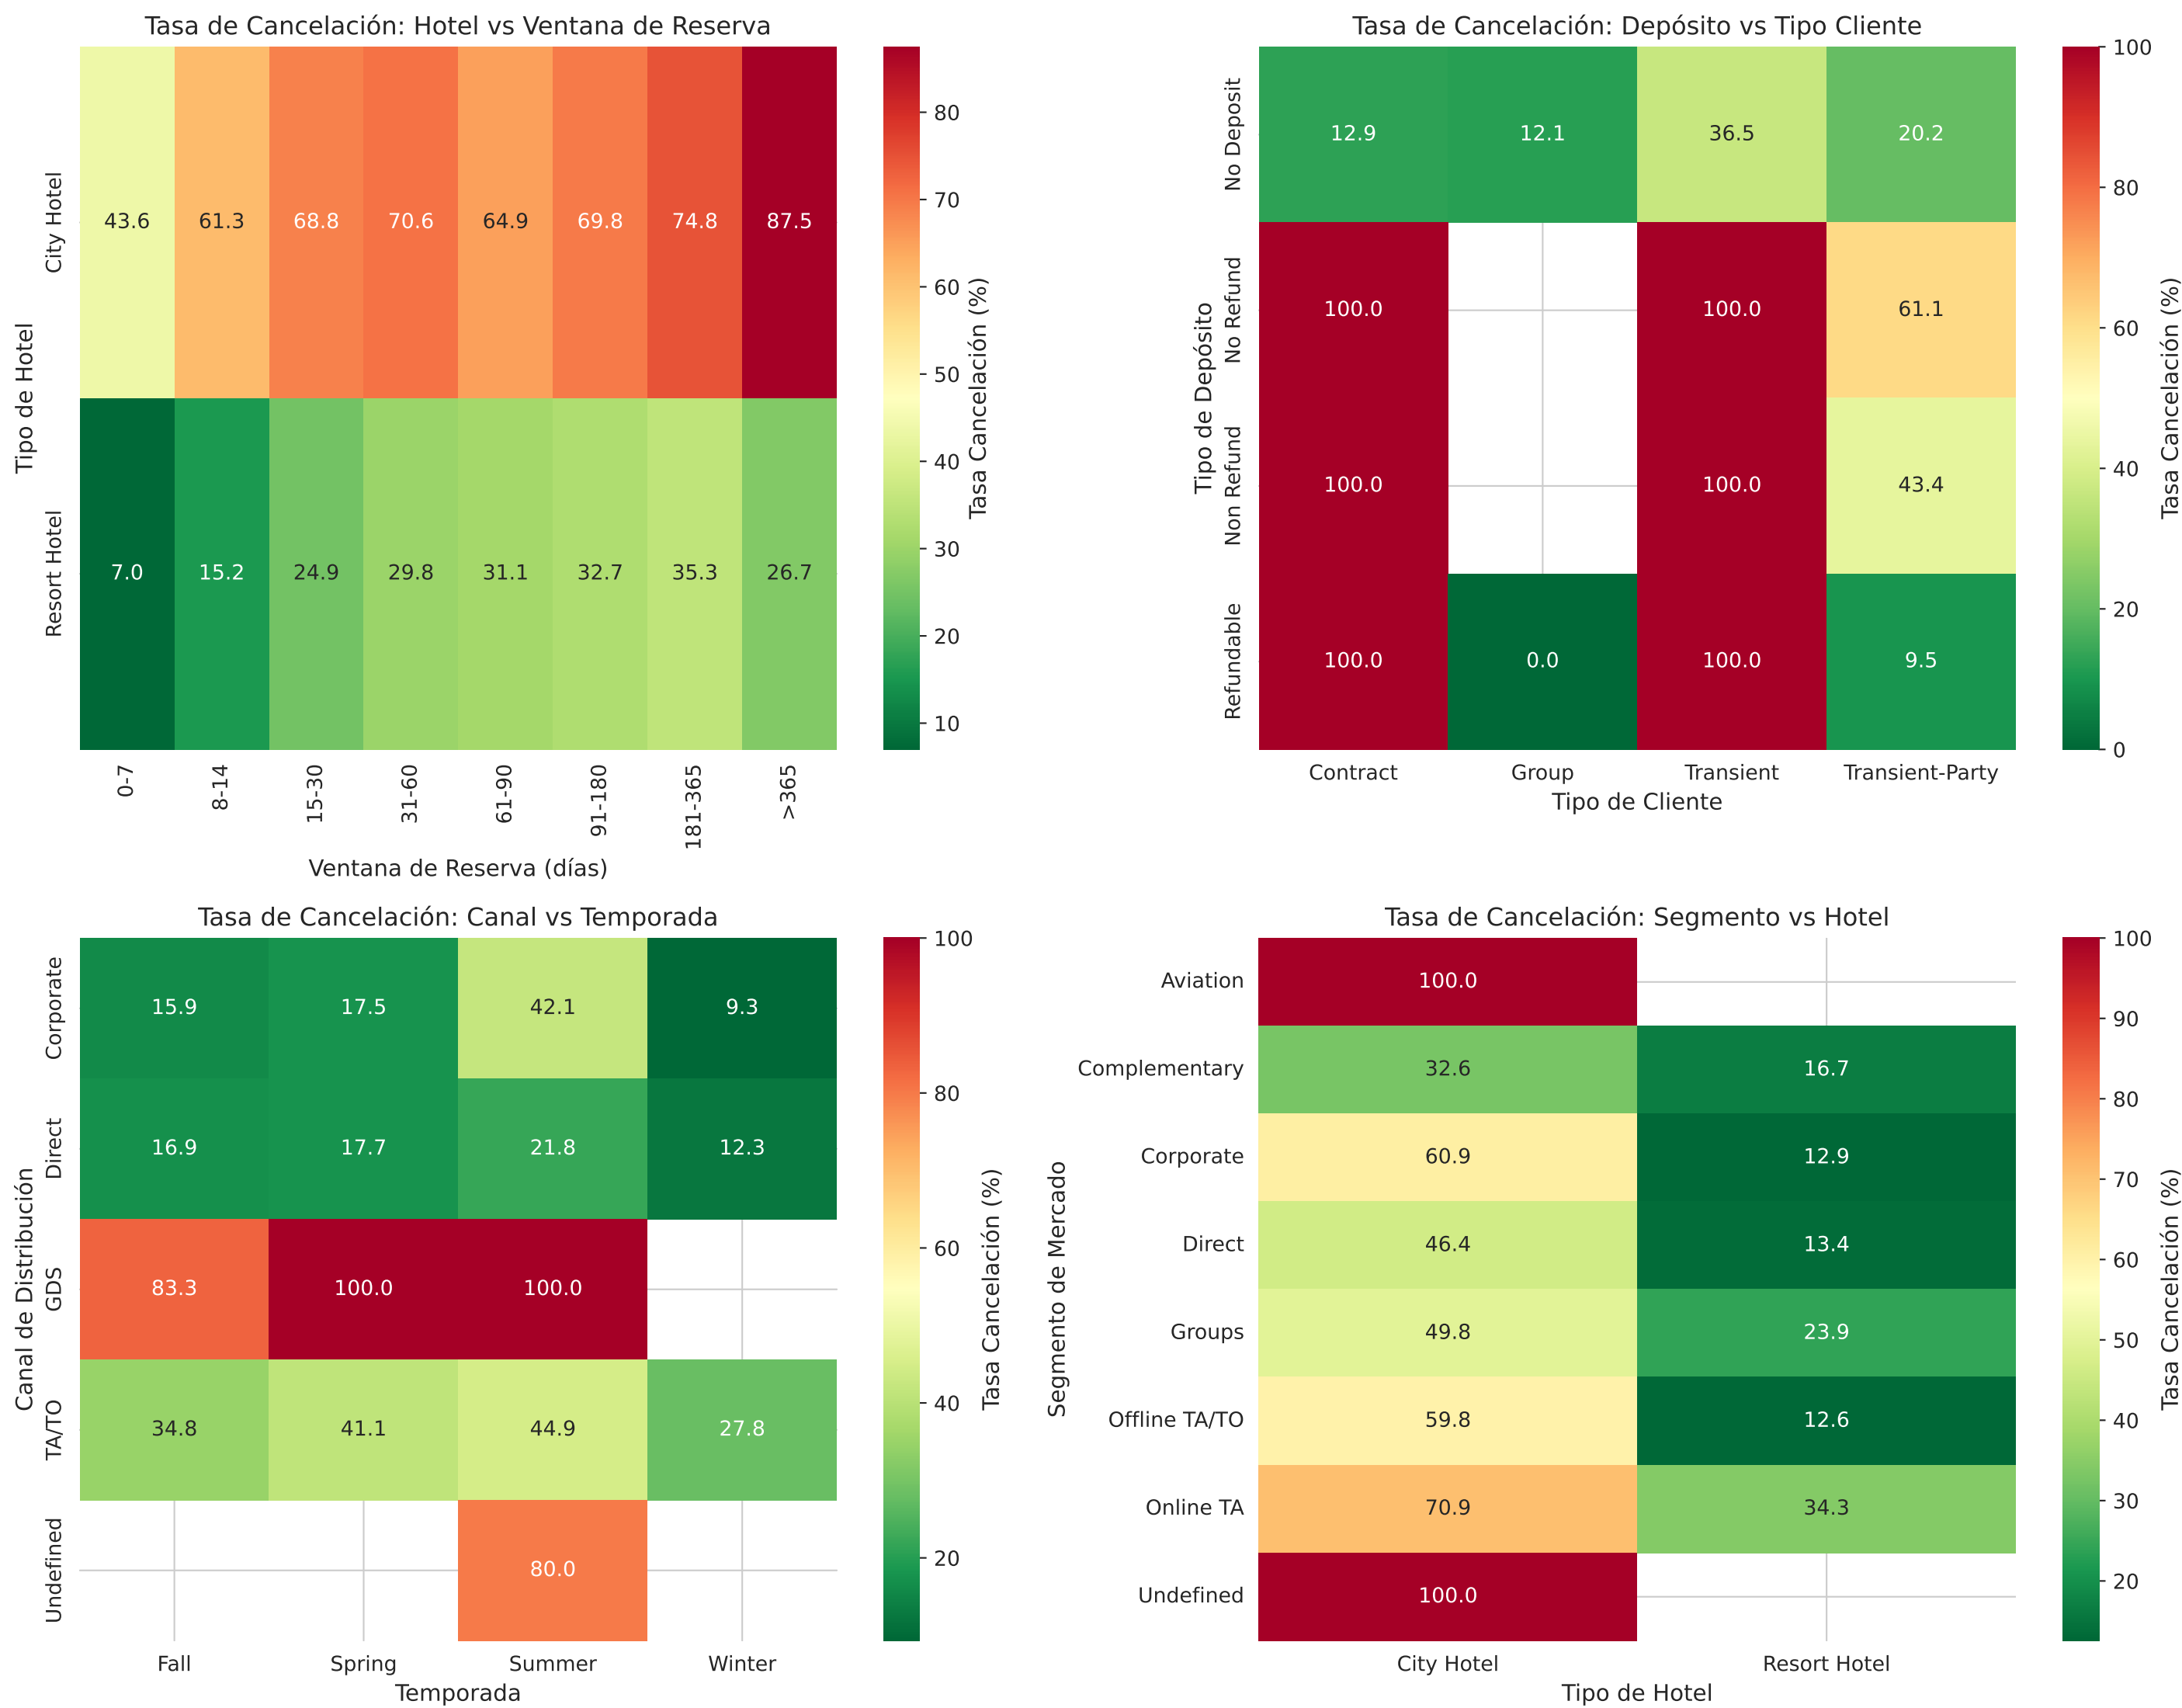 Tasa de Cancelación: Hotel vs Ventana de Reserva
Tipo de Hotel
City Hotel
43.6 61.3 68.8 70.6 64.9 69.8 74.8 87.5
Resort Hotel
7.0 15.2 24.9 29.8 31.1 32.7 35.3 26.7
0-7 8-14 15-30 31-60 61-90 91-180 181-365 >365
Ventana de Reserva (días)
80
70
60
50
40
30
20
10
Tasa Cancelación (%)
Tasa de Cancelación: Depósito vs Tipo Cliente
Tipo de Depósito
No Deposit
12.9 12.1 36.5 20.2
No Refund
100.0 100.0 61.1
Non Refund
100.0 100.0 43.4
Refundable
100.0 0.0 100.0 9.5
Contract Group Transient Transient-Party
Tipo de Cliente
100
80
60
40
20
0
Tasa Cancelación (%)
Tasa de Cancelación: Canal vs Temporada
Canal de Distribución
Corporate
15.9 17.5 42.1 9.3
Direct
16.9 17.7 21.8 12.3
GDS
83.3 100.0 100.0
TA/TO
34.8 41.1 44.9 27.8
Undefined
80.0
Fall Spring Summer Winter
Temporada
100
80
60
40
20
Tasa Cancelación (%)
Tasa de Cancelación: Segmento vs Hotel
Segmento de Mercado
Aviation 100.0
Complementary 32.6 16.7
Corporate 60.9 12.9
Direct 46.4 13.4
Groups 49.8 23.9
Offline TA/TO 59.8 12.6
Online TA 70.9 34.3
Undefined 100.0
City Hotel Resort Hotel
Tipo de Hotel
100
90
80
70
60
50
40
30
20
Tasa Cancelación (%)